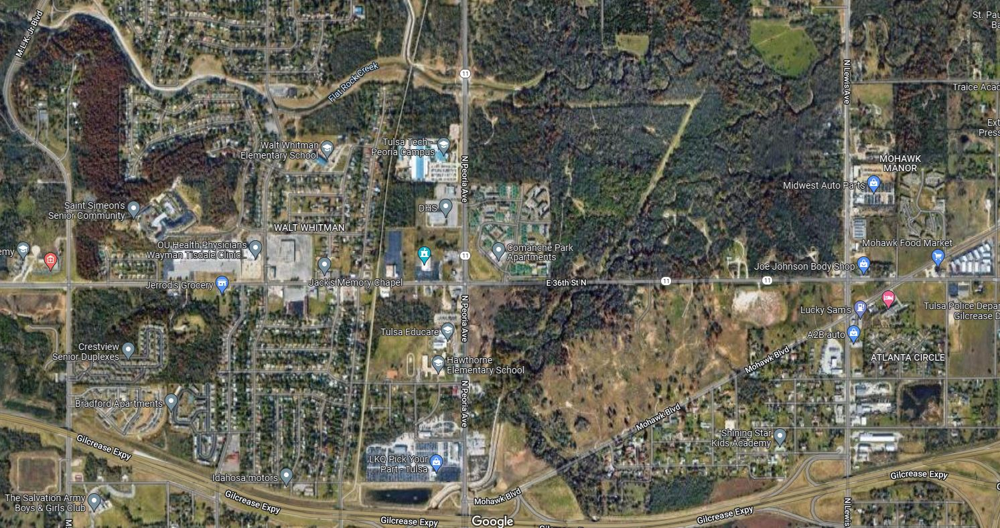 M.L.K. Jr Blvd
St. Pau
Ba
11
N Lewis Ave
Flat Rock Creek
Traice Acad
Ext
Press
Walt Whitman
Elementary School
Tulsa Tech -
Peoria Campus
MOHAWK
MANOR
N Peoria Ave
Midwest Auto Parts
Saint Simeon's
Senior Community
DHS
WALT WHITMAN
Mohawk Food Market
emy
OU Health Physicians
Wayman Tisdale Clinic...
Comanche Park
Apartments
11
Joe Johnson Body Shop
Jerrod's Grocery
Jack's Memory Chapel
E 36th St N
11
11
N Peoria Ave
Lucky Sam's
Tulsa Police Depar
Gilcrease D
Tulsa Educare
A2B auto
Crestview
Senior Duplexes
Mohawk Blvd
ATLANTA CIRCLE
Hawthorne
Elementary School
N Peoria Ave
Bradford Apartments
Mohawk Blvd
Shining Star
Kids Academy
Gilcrease Expy
LKQ Pick Your
Part - Tulsa
Idahosa motors
Gilcrease Expy
The Salvation Army
Boys & Girls Club
Gilcrease Expy
Mohawk Blvd
N Lewis
M
Gilcrease Expy
Google
Gilcrease Expy